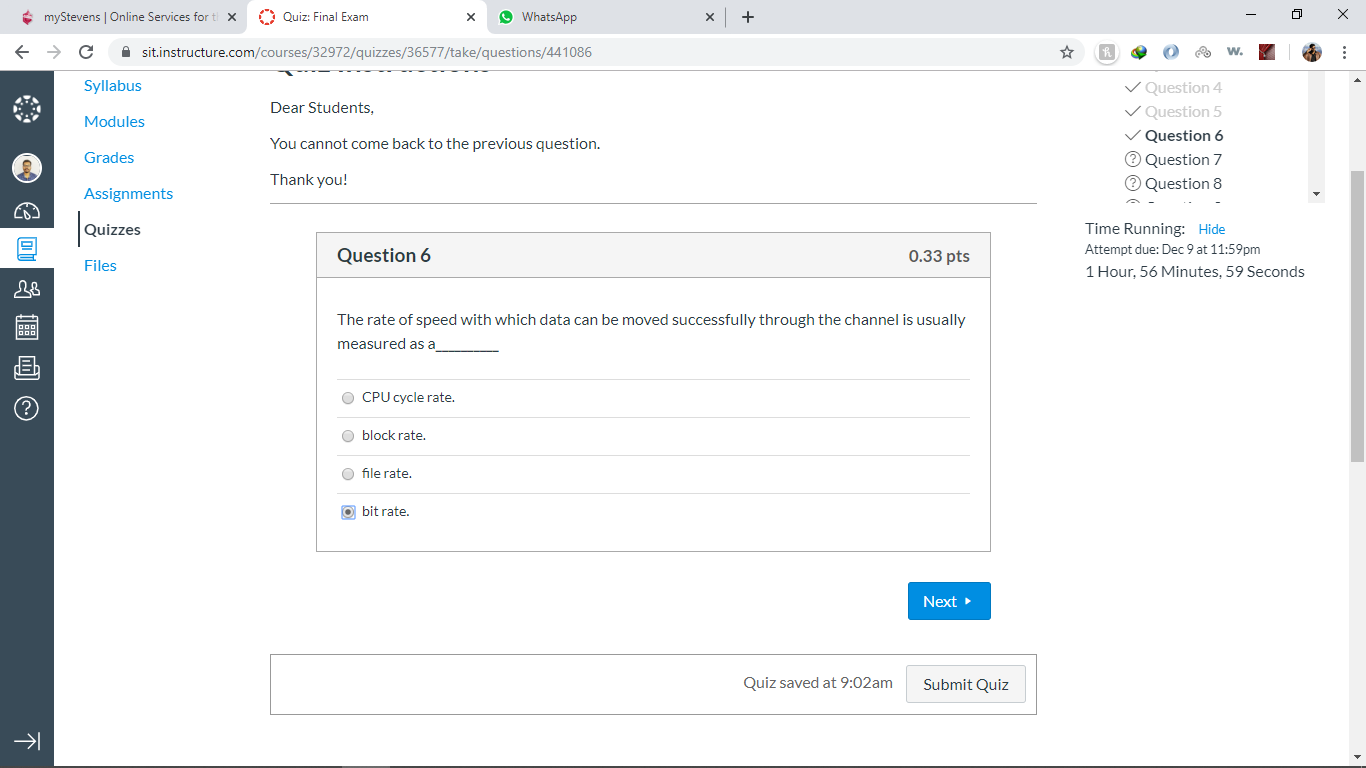 myStevens | Online Services for t
Quiz: Final Exam
WhatsApp
sit.instructure.com/courses/32972/quizzes/36577/take/questions/441086
Syllabus
Modules
Grades
Assignments
Quizzes
Files
Quiz Instructions
Dear Students,
You cannot come back to the previous question.
Thank you!
Question 6
0.33 pts
The rate of speed with which data can be moved successfully through the channel is usually
measured as a__________
CPU cycle rate.
block rate.
file rate.
bit rate.
Next
Quiz saved at 9:02am
Submit Quiz
Question 4
Question 5
Question 6
Question 7
Question 8
Time Running: Hide
Attempt due: Dec 9 at 11:59pm
1 Hour, 56 Minutes, 59 Seconds